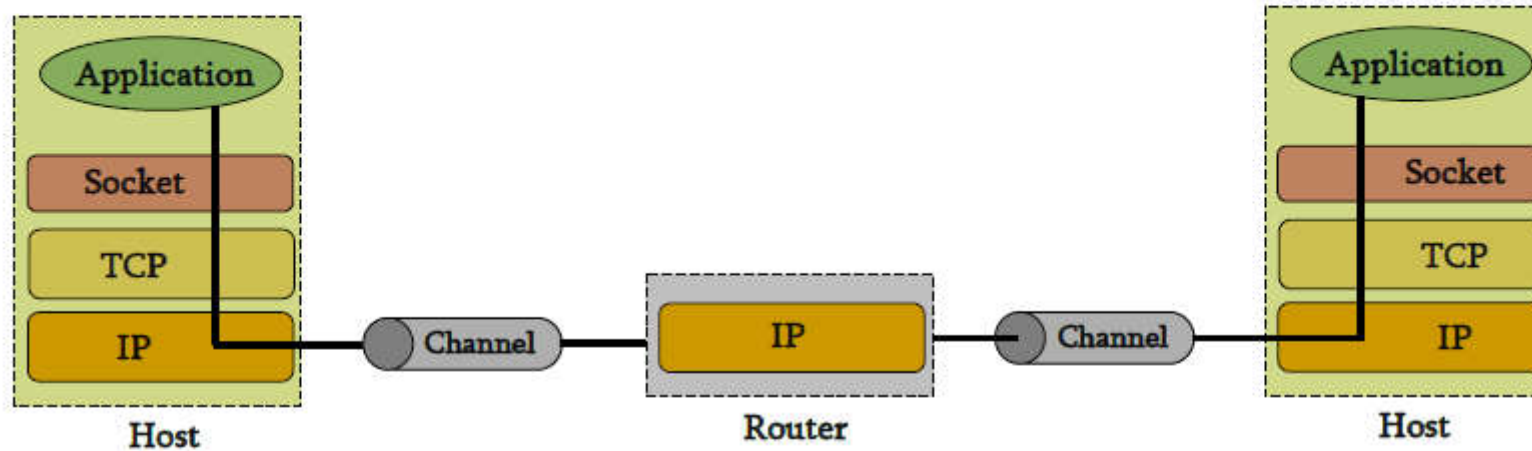 Application
Application
Socket
Socket
TCP
TCP
IP
Channel
IP
Channel
IP
Host
Router
Host